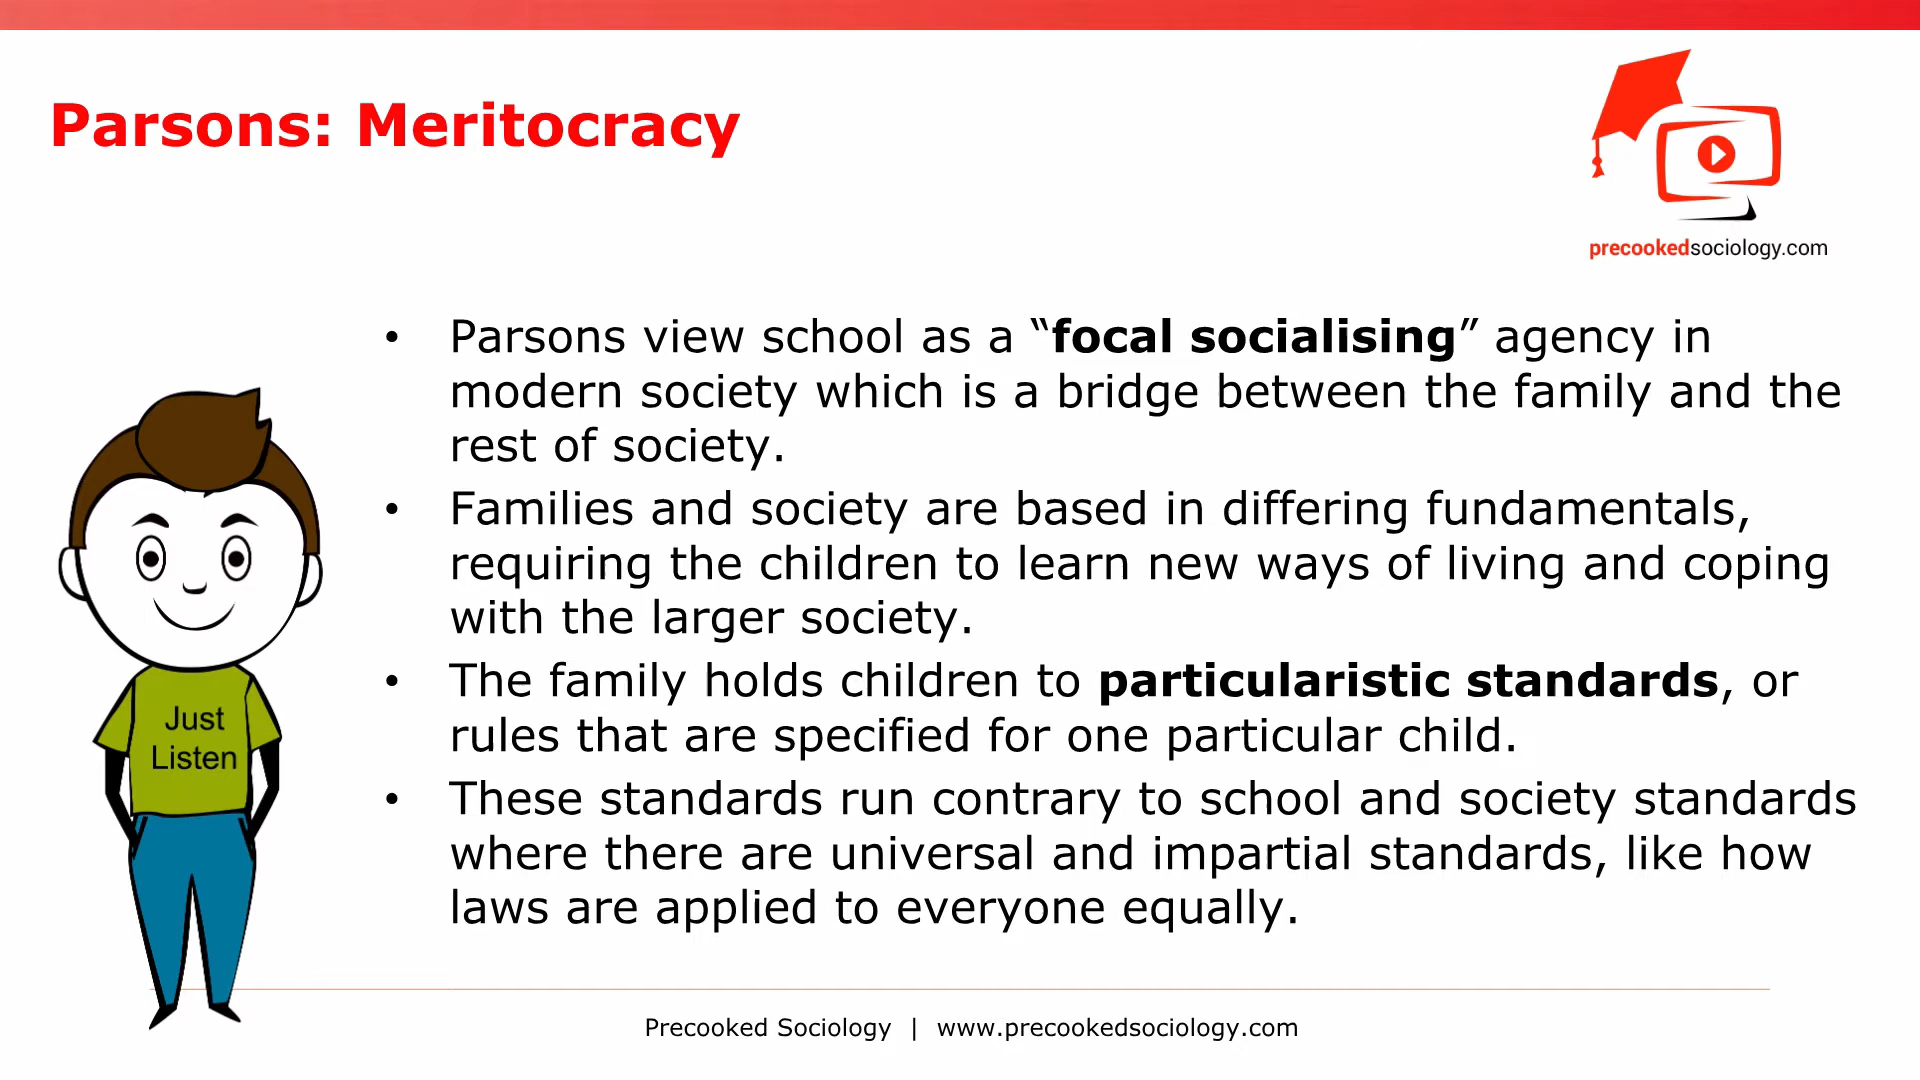 Parsons: Meritocracy
precookedsociology.com
• Parsons view school as a “focal socialising” agency in
modern society which is a bridge between the family and the
rest of society.
• Families and society are based in differing fundamentals,
requiring the children to learn new ways of living and coping
with the larger society.
• The family holds children to particularistic standards, or
rules that are specified for one particular child.
• These standards run contrary to school and society standards
where there are universal and impartial standards, like how
laws are applied to everyone equally.
Just
Listen
Precooked Sociology | www.precookedsociology.com